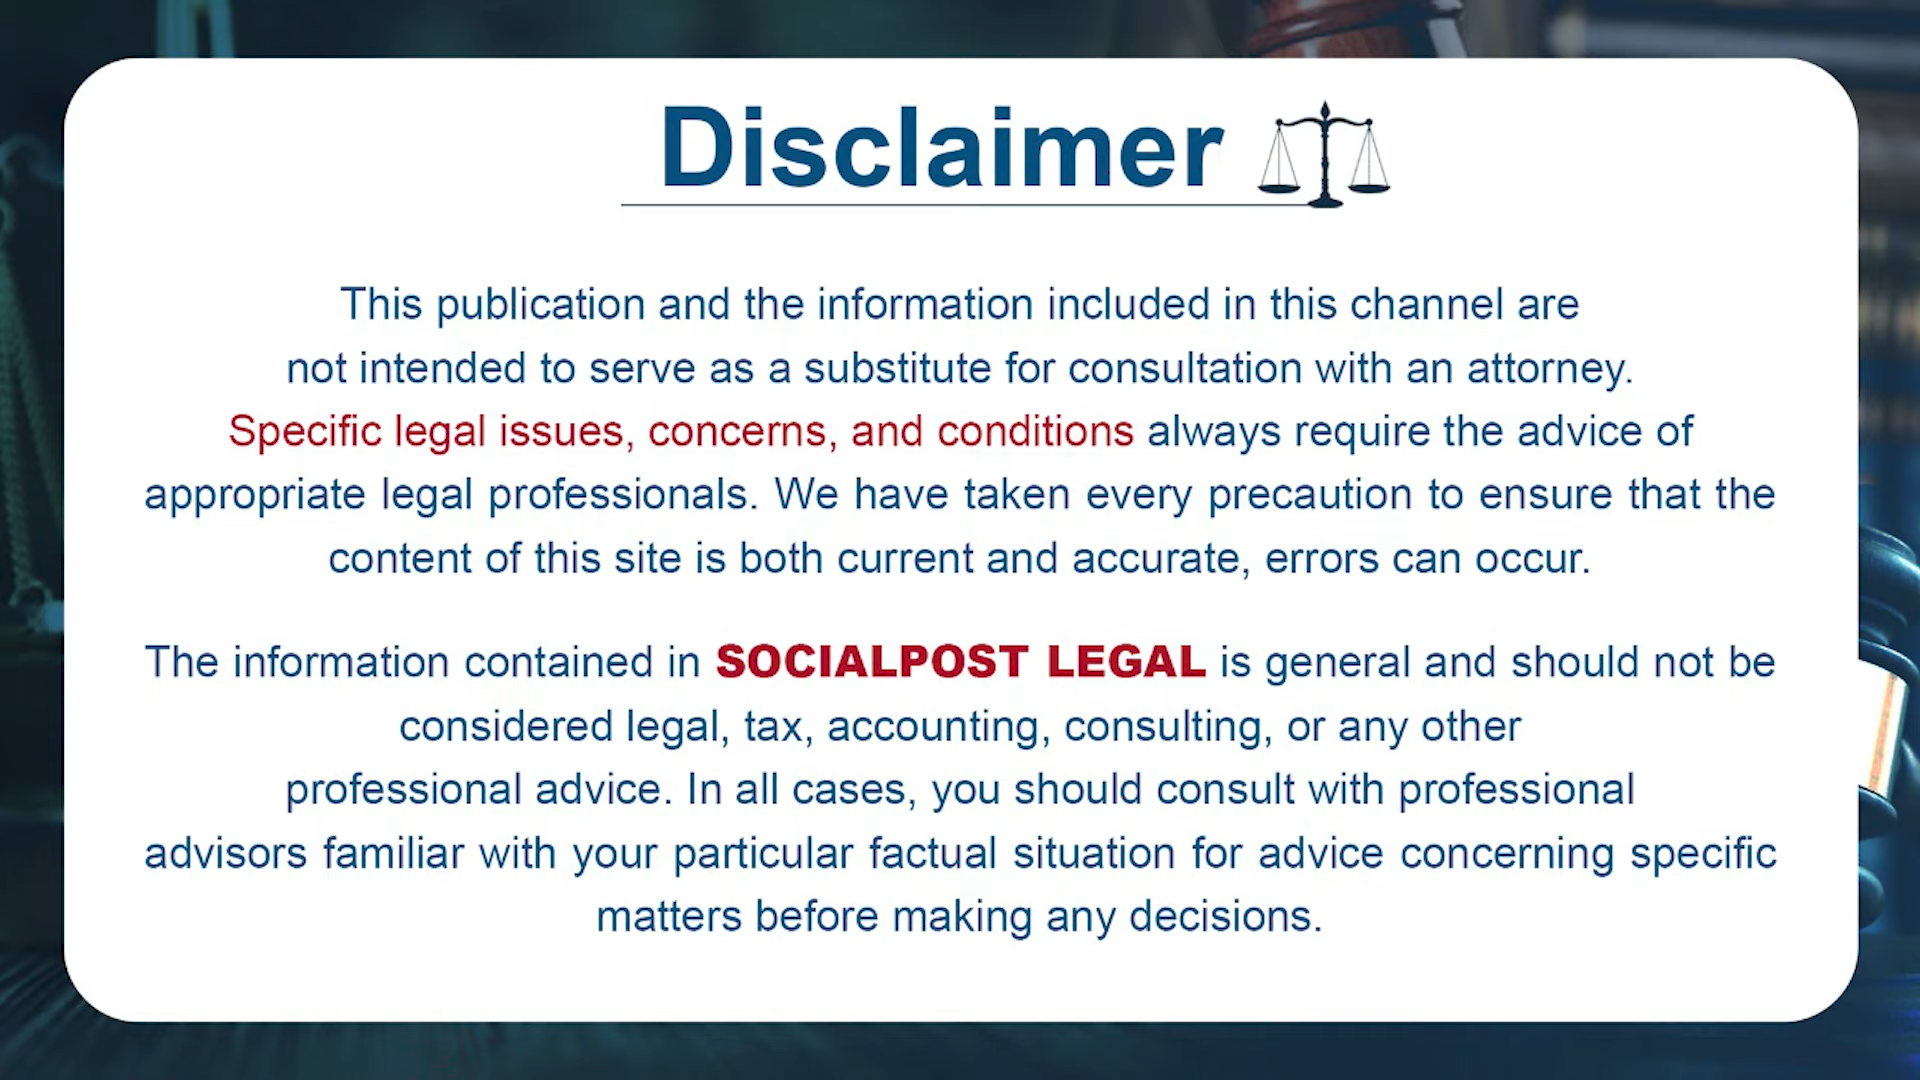 Disclaimer
This publication and the information included in this channel are
not intended to serve as a substitute for consultation with an attorney.
Specific legal issues, concerns, and conditions always require the advice of
appropriate legal professionals. We have taken every precaution to ensure that the
content of this site is both current and accurate, errors can occur.
The information contained in SOCIALPOST LEGAL is general and should not be
considered legal, tax, accounting, consulting, or any other
professional advice. In all cases, you should consult with professional
advisors familiar with your particular factual situation for advice concerning specific
matters before making any decisions.